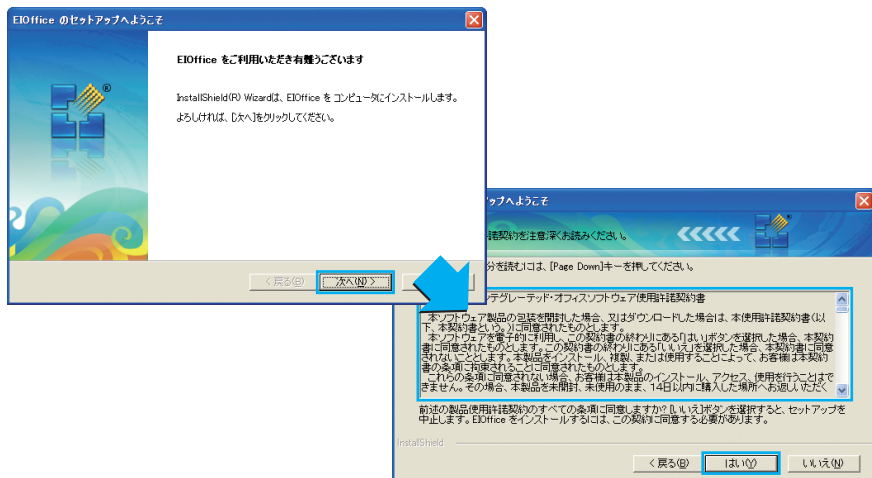 EIOffice のセットアップへようこそ
EIOffice をご利用いただき有難うございます
InstallShield(R) Wizardは、EIOffice を コンピュータにインストールします。
よろしければ、[次へ]をクリックしてください。
®
< 戻る(B)
次へ(N) >
ップへようこそ
諾契約を注意深くお読みください。
分を読むには、[Page Down]キーを押してください。
ンテグレーテッド・オフィスソフトウェア使用許諾契約書
本ソフトウェア製品の包装を開封した場合、又はダウンロードした場合は、本使用許諾契約書(以
下、本契約書という。)に同意されたものとします。
本ソフトウェアを電子的に利用し、この契約書の終わりにある「はい」ボタンを選択した場合、本契約
書に同意されたものとします。この契約書の終わりにある「いいえ」を選択した場合、本契約書に同意
されないこととします。本製品をインストール、複製、または使用することによって、お客様は本契約
書の条項に拘束されることに同意されたものとします。
これらの条項に同意されない場合、お客様は本製品のインストール、アクセス、使用を行うことはで
きません。その場合、本製品を未開封、未使用のまま、14日以内に購入した場所へお返しいただく
前述の製品使用許諾契約のすべての条項に同意しますか? [いいえ]ボタンを選択すると、セットアップを
中止します。EIOffice をインストールするには、この契約に同意する必要があります。
InstallShield
< 戻る(B)
はい(Y)
いいえ(N)